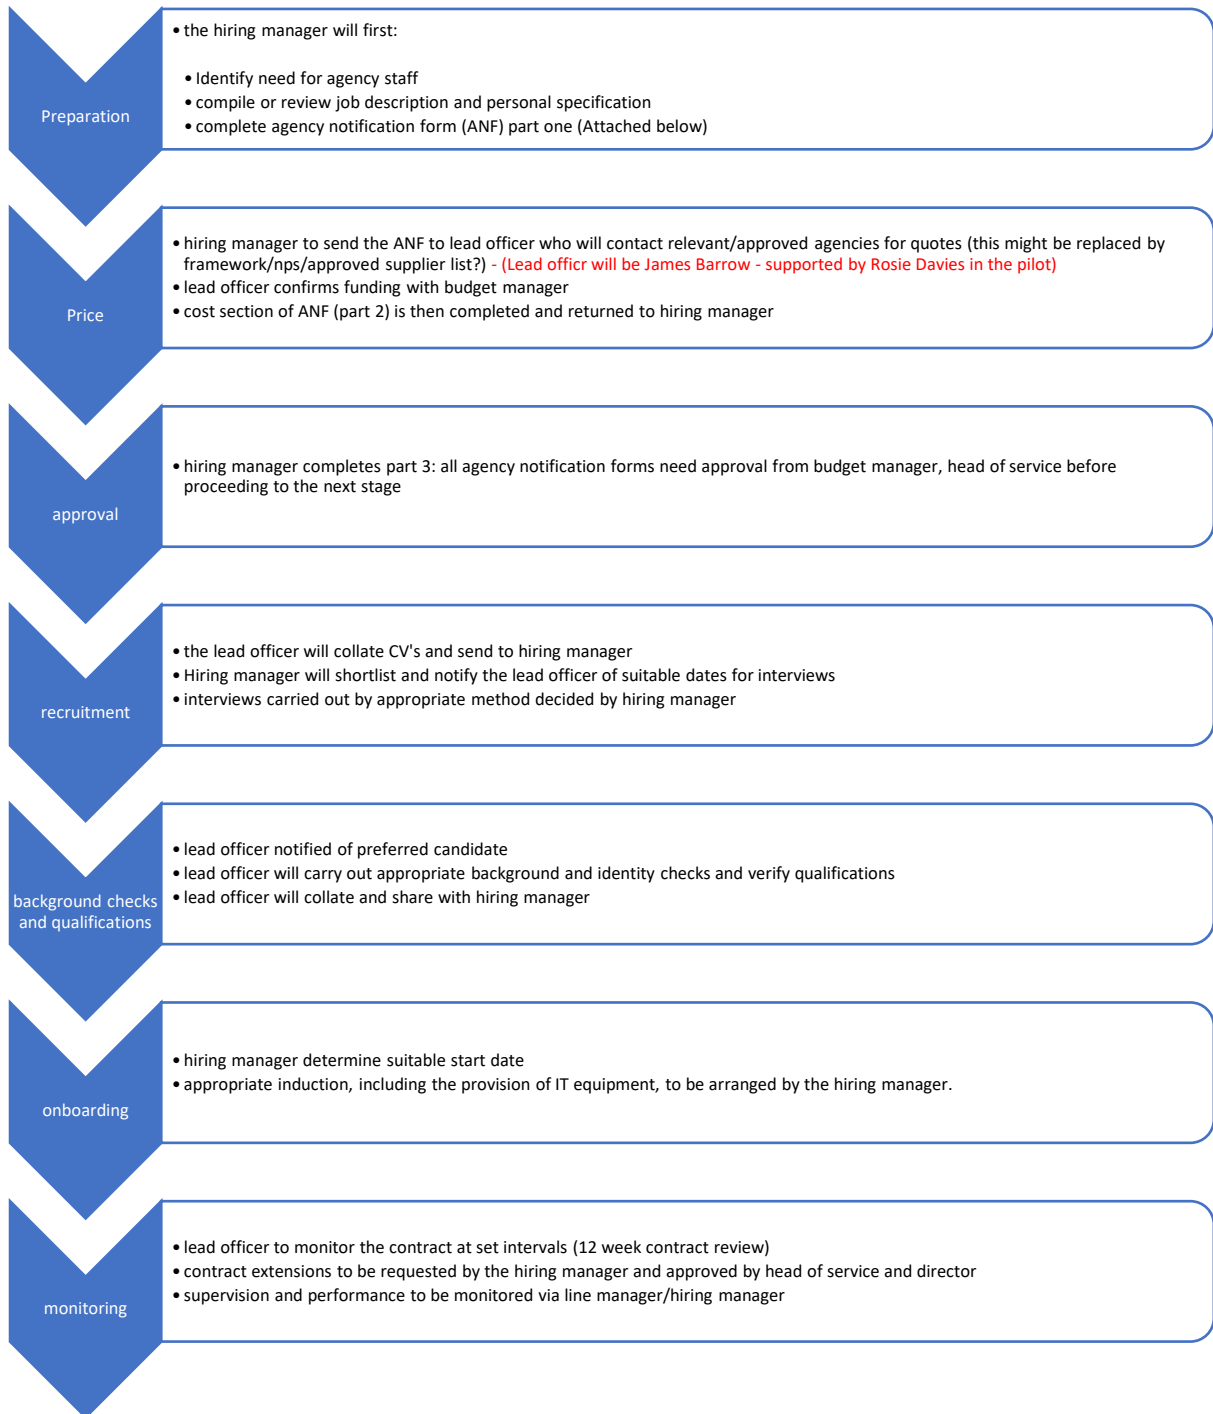 • the hiring manager will first:
• Identify need for agency staff
• compile or review job description and personal specification
• complete agency notification form (ANF) part one (Attached below)
Preparation
• hiring manager to send the ANF to lead officer who will contact relevant/approved agencies for quotes (this might be replaced by
framework/nps/approved supplier list?) - (Lead officr will be James Barrow - supported by Rosie Davies in the pilot)
• lead officer confirms funding with budget manager
• cost section of ANF (part 2) is then completed and returned to hiring manager
Price
• hiring manager completes part 3: all agency notification forms need approval from budget manager, head of service before
proceeding to the next stage
approval
• the lead officer will collate CV's and send to hiring manager
• Hiring manager will shortlist and notify the lead officer of suitable dates for interviews
• interviews carried out by appropriate method decided by hiring manager
recruitment
• lead officer notified of preferred candidate
• lead officer will carry out appropriate background and identity checks and verify qualifications
• lead officer will collate and share with hiring manager
background checks
and qualifications
• hiring manager determine suitable start date
• appropriate induction, including the provision of IT equipment, to be arranged by the hiring manager.
onboarding
• lead officer to monitor the contract at set intervals (12 week contract review)
• contract extensions to be requested by the hiring manager and approved by head of service and director
• supervision and performance to be monitored via line manager/hiring manager
monitoring